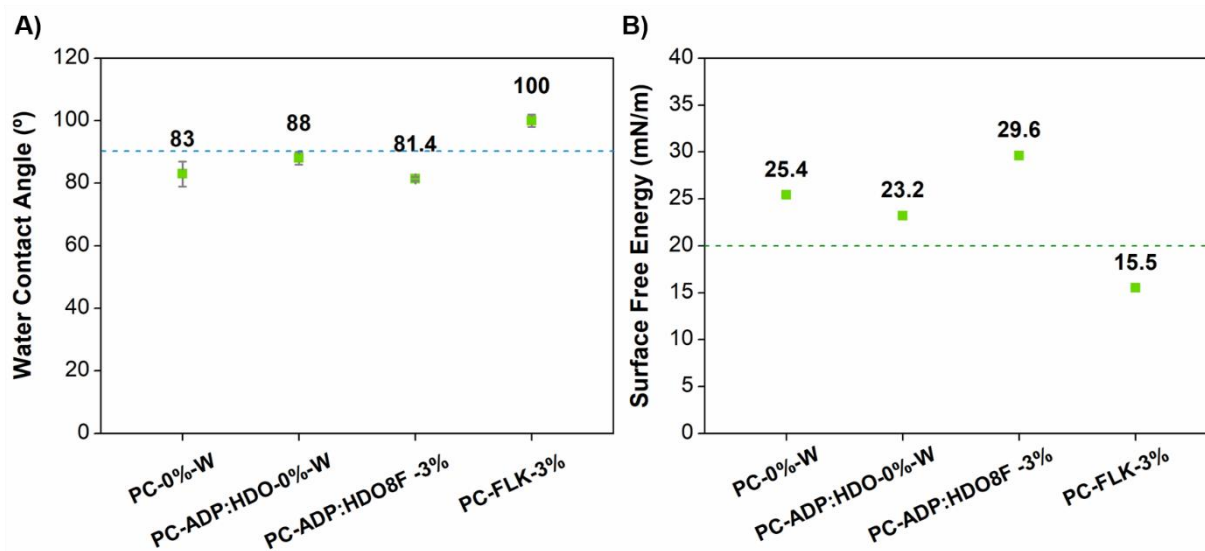 A)
Water Contact Angle (º)
120
100
80
60
40
20
0
83
88
81.4
100
PC-0%-W
PC-ADP:HDO-0%-W
PC-ADP:HDO8F -3%
PC-FLK-3%
B)
Surface Free Energy (mN/m)
40
35
30
25
20
15
10
5
0
25.4
23.2
29.6
15.5
PC-0%-W
PC-ADP:HDO-0%-W
PC-ADP:HDO8F -3%
PC-FLK-3%